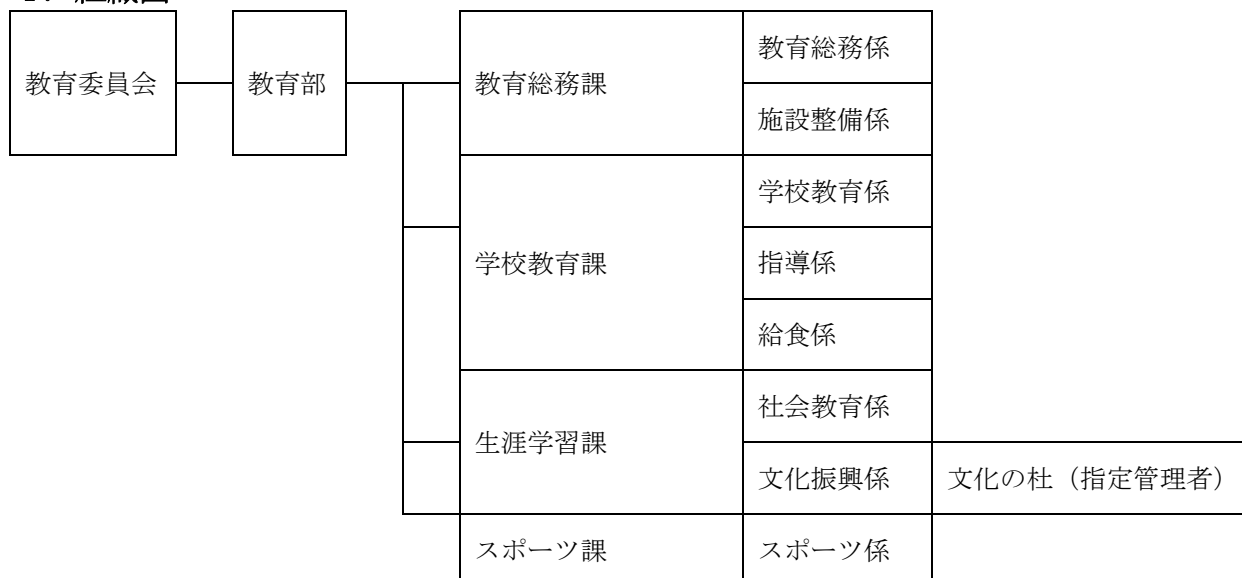 教育委員会
教育部
教育総務課
教育総務係
施設整備係
学校教育課
学校教育係
指導係
給食係
生涯学習課
社会教育係
文化振興係
文化の杜（指定管理者）
スポーツ課
スポーツ係